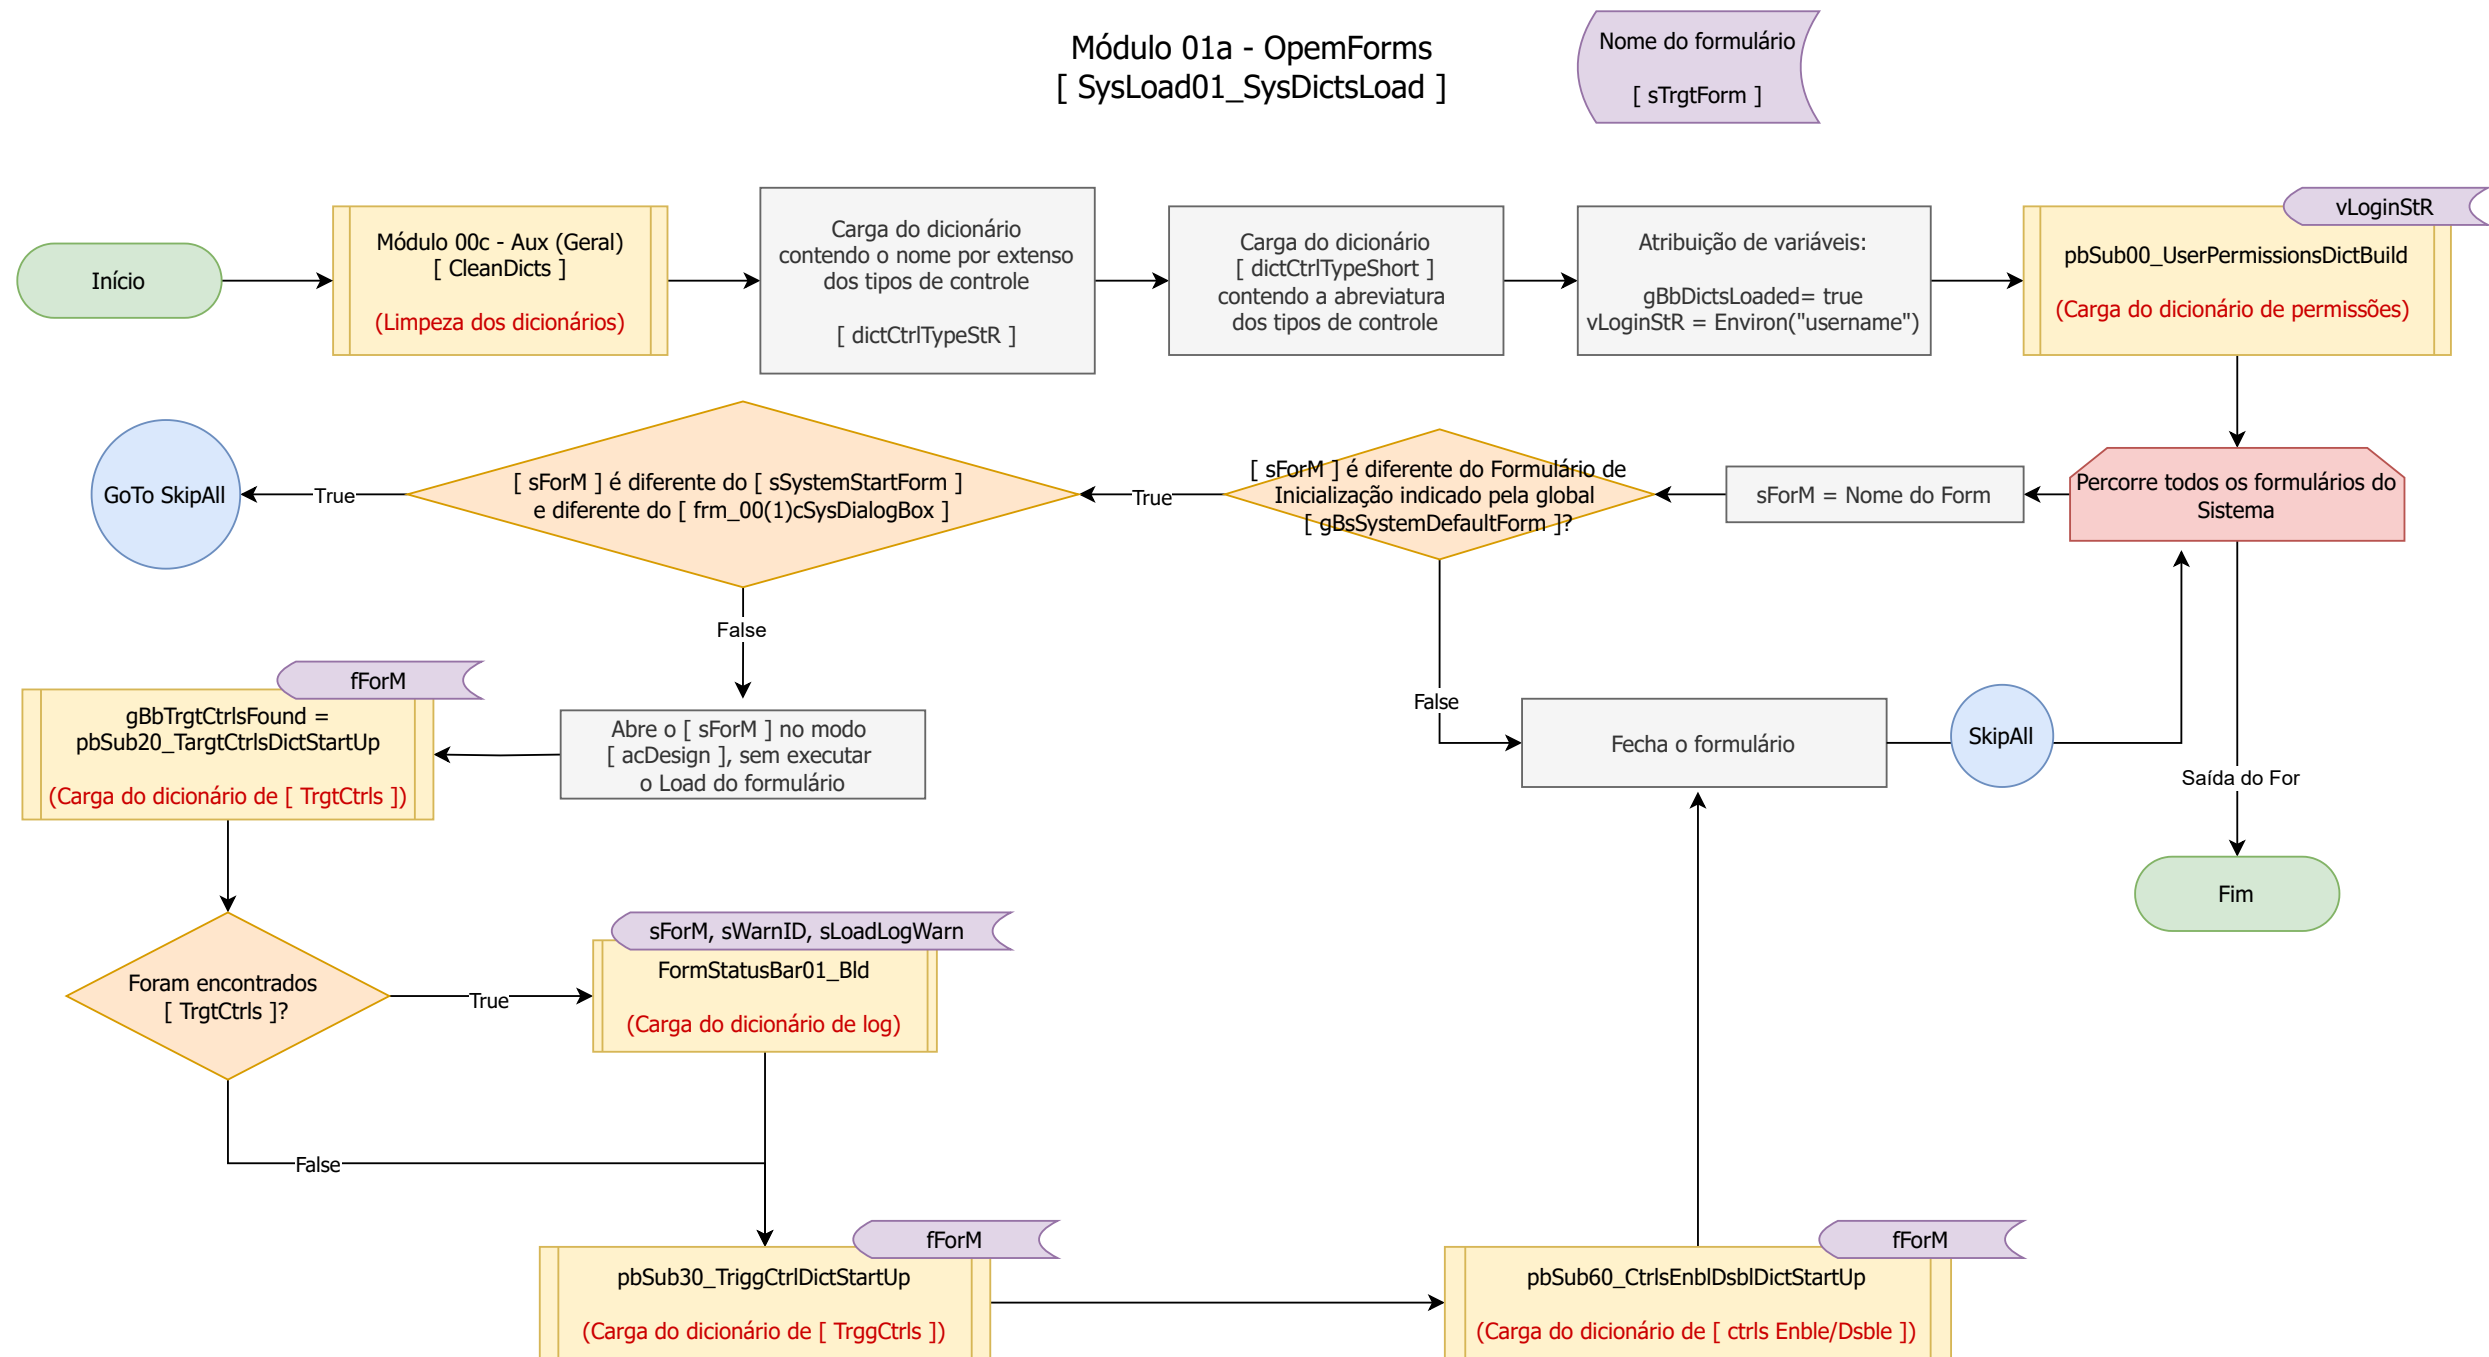 Módulo 01a - OpemForms
[ SysLoad01_SysDictsLoad ]
Nome do formulário
[ sTrgtForm ]
Início
Módulo 00c - Aux (Geral)
[ CleanDicts ]
(Limpeza dos dicionários)
Carga do dicionário
contendo o nome por extenso
dos tipos de controle
[ dictCtrlTypeStR ]
Carga do dicionário
[ dictCtrlTypeShort ]
contendo a abreviatura
dos tipos de controle
Atribuição de variáveis:
gBbDictsLoaded= true
vLoginStR = Environ("username")
vLoginStR
pbSub00_UserPermissionsDictBuild
(Carga do dicionário de permissões)
GoTo SkipAll
True
[ sForM ] é diferente do [ sSystemStartForm ]
e diferente do [ frm_00(1)cSysDialogBox ]
True
[ sForM ] é diferente do Formulário de
Inicialização indicado pela global
[ gBsSystemDefaultForm ]?
sForM = Nome do Form
Percorre todos os formulários do
Sistema
False
fForM
gBbTrgtCtrlsFound =
pbSub20_TargtCtrlsDictStartUp
(Carga do dicionário de [ TrgtCtrls ])
Abre o [ sForM ] no modo
[ acDesign ], sem executar
o Load do formulário
False
Fecha o formulário
SkipAll
Saída do For
Fim
Foram encontrados
[ TrgtCtrls ]?
True
sForM, sWarnID, sLoadLogWarn
FormStatusBar01_Bld
(Carga do dicionário de log)
False
fForM
pbSub30_TriggCtrlDictStartUp
(Carga do dicionário de [ TrggCtrls ])
fForM
pbSub60_CtrlsEnblDsblDictStartUp
(Carga do dicionário de [ ctrls Enble/Dsble ])